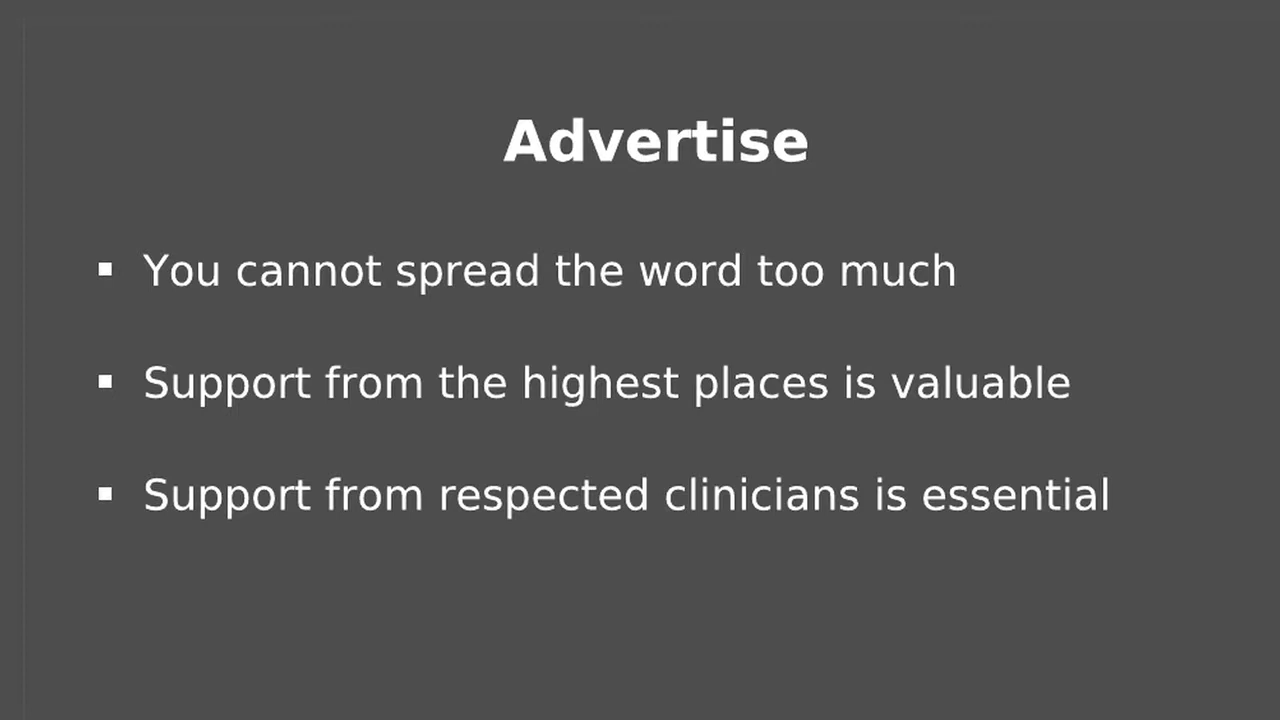 Advertise
▪ You cannot spread the word too much
▪ Support from the highest places is valuable
▪ Support from respected clinicians is essential